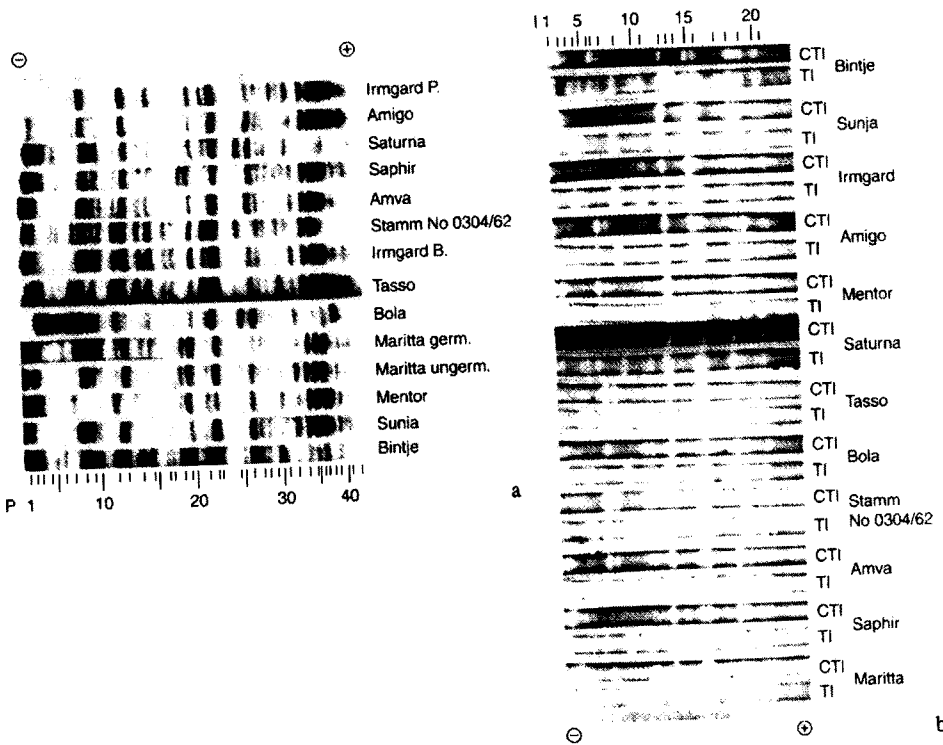 ⊖ ⊕
Irmgard P.
Amigo
Saturna
Saphir
Amva
Stamm No 0304/62
Irmgard B.
Tasso
Bola
Maritta germ.
Maritta ungerm.
Mentor
Sunia
Bintje
P 1 10 20 30 40
a
I 1 5 10 15 20
CTI
TI Bintje
CTI
TI Sunja
CTI
TI Irmgard
CTI
TI Amigo
CTI
TI Mentor
CTI
TI Saturna
CTI
TI Tasso
CTI
TI Bola
CTI Stamm
TI No 0304/62
CTI
TI Amva
CTI
TI Saphir
CTI
TI Maritta
⊖ ⊕
b